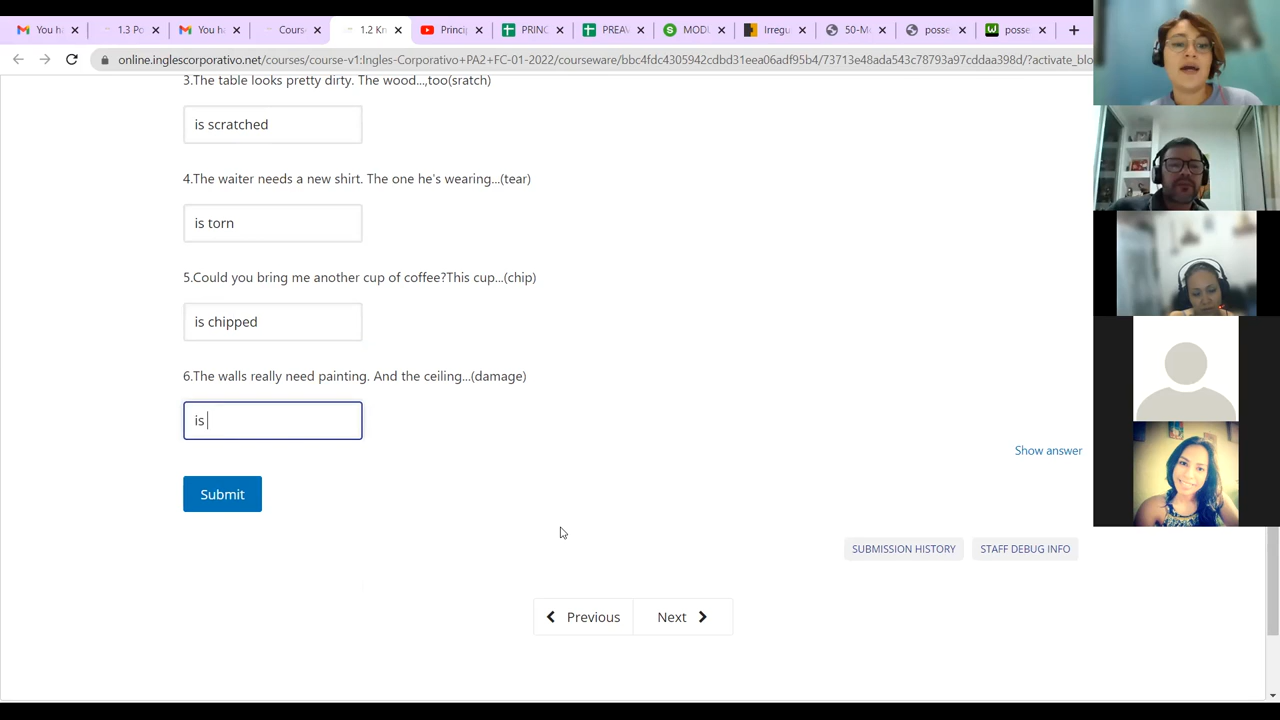 You ha
1.3 Po
You ha
Cours
1.2 Kn
Princi
PRINC
PREAV
MODU
Irregu
50-M
posse
posse
online.inglescorporativo.net/courses/course-v1:Ingles-Corporativo+PA2+FC-01-2022/courseware/bbc4fdc4305942cdbd31eea06adf95b4/73713e48ada543c78793a97cddaa398d/?activate_blo
3.The table looks pretty dirty. The wood...,too(sratch)
is scratched
4.The waiter needs a new shirt. The one he's wearing...(tear)
is torn
5.Could you bring me another cup of coffee?This cup...(chip)
is chipped
6.The walls really need painting. And the ceiling...(damage)
is
Show answer
Submit
SUBMISSION HISTORY
STAFF DEBUG INFO
Previous
Next